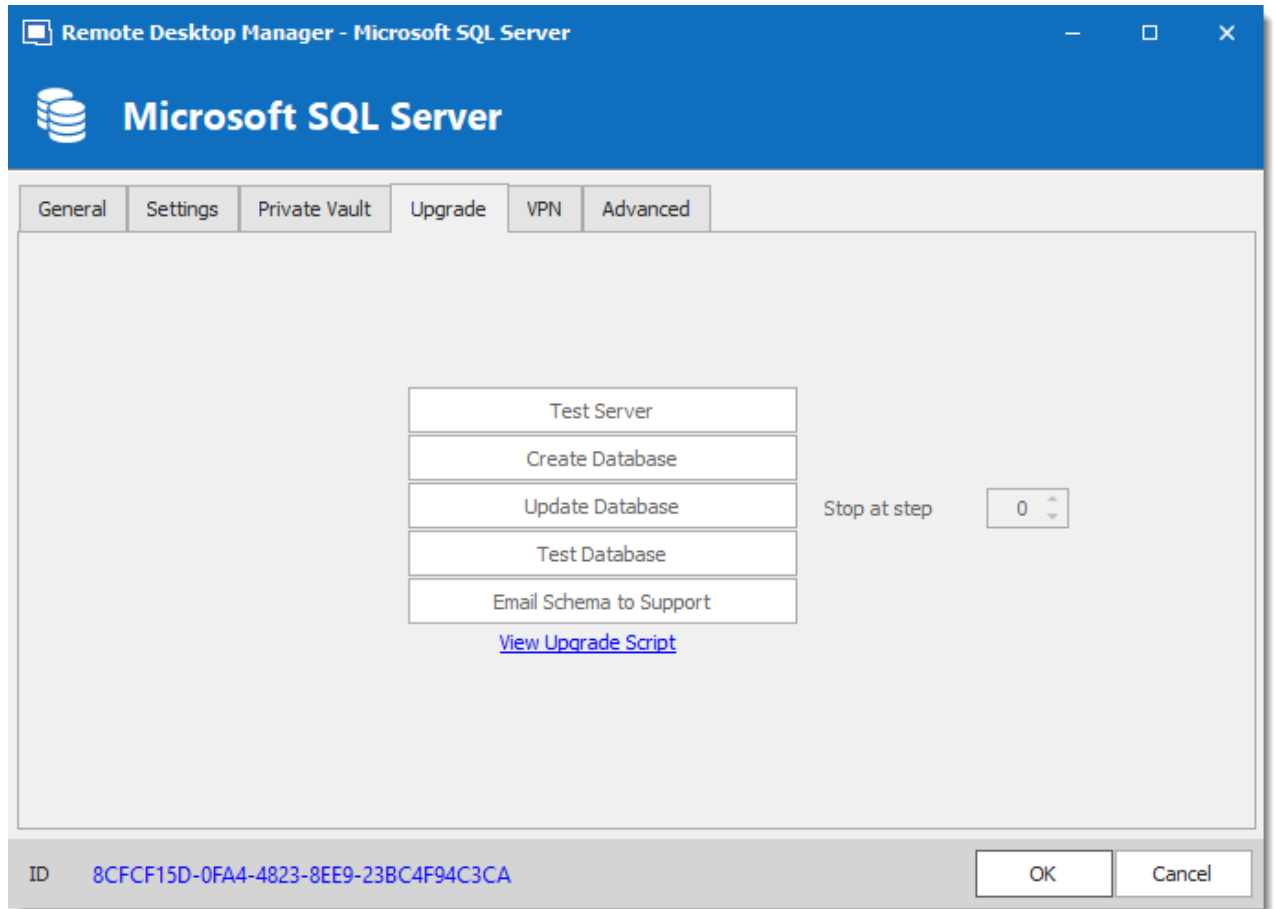 Remote Desktop Manager - Microsoft SQL Server
Microsoft SQL Server
General Settings Private Vault Upgrade VPN Advanced
Test Server
Create Database
Update Database Stop at step 0
Test Database
Email Schema to Support
View Upgrade Script
ID 8CFCF15D-0FA4-4823-8EE9-23BC4F94C3CA OK Cancel